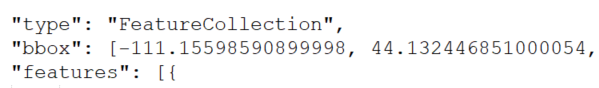 "type": "FeatureCollection",
"bbox": [-111.15598590899998, 44.132446851000054,
"features": [{